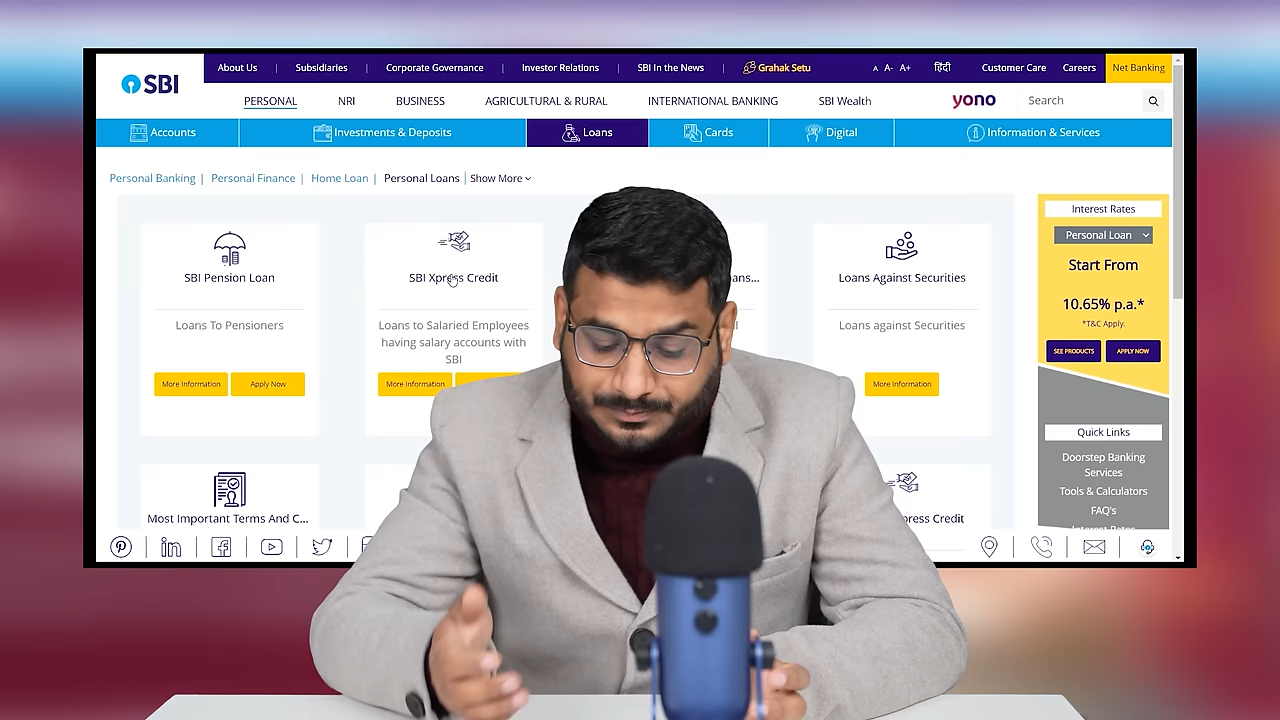 SBI
About Us
Subsidiaries
Corporate Governance
Investor Relations
SBI In the News
Grahak Setu
A A- A+
हिंदी
Customer Care
Careers
Net Banking
PERSONAL
NRI
BUSINESS
AGRICULTURAL & RURAL
INTERNATIONAL BANKING
SBI Wealth
yono
Search
Accounts
Investments & Deposits
Loans
Cards
Digital
Information & Services
Personal Banking |
Personal Finance |
Home Loan |
Personal Loans |
Show More
SBI Pension Loan
Loans To Pensioners
More Information
Apply Now
SBI Xpress Credit
Loans to Salaried Employees
having salary accounts with
SBI
More Information
Loans Against Securities
Loans against Securities
More Information
Most Important Terms And C...
Credit
Interest Rates
Personal Loan
Start From
10.65% p.a.*
*T&C Apply.
SEE PRODUCTS
APPLY NOW
Quick Links
Doorstep Banking
Services
Tools & Calculators
FAQ's